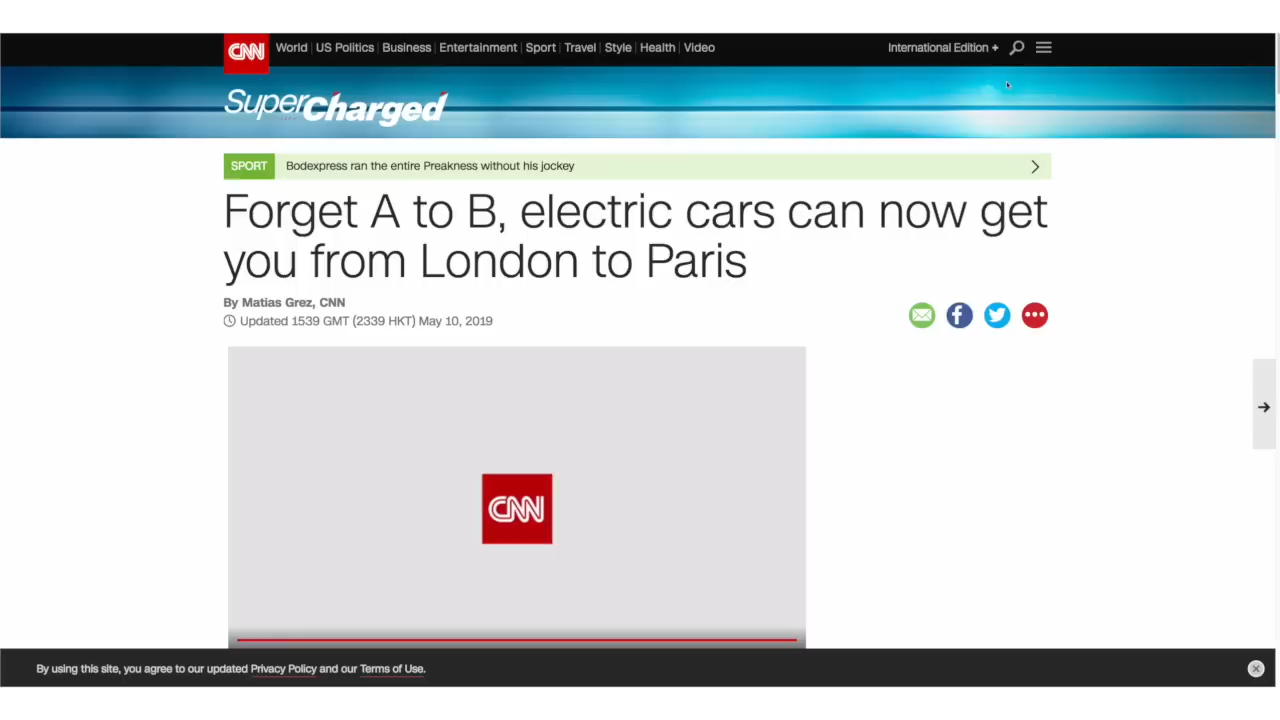 CNN World US Politics Business Entertainment Sport Travel Style Health Video International Edition +
SuperCharged
SPORT Bodexpress ran the entire Preakness without his jockey
Forget A to B, electric cars can now get
you from London to Paris
By Matias Grez, CNN
Updated 1539 GMT (2339 HKT) May 10, 2019
CNN
By using this site, you agree to our updated Privacy Policy and our Terms of Use.